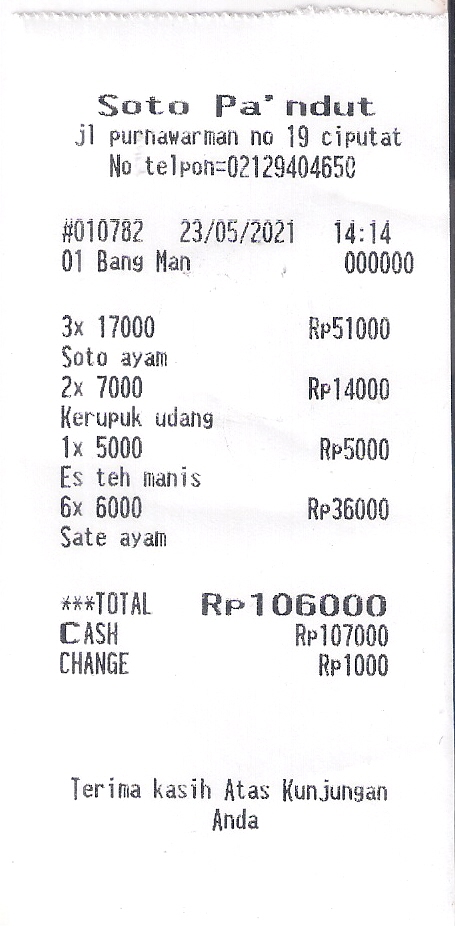 Soto Pa'ndut
jl purnawarman no 19 ciputat
No telpon=02129404650
#010782 23/05/2021 14:14
01 Bang Man 000000
3x 17000 Rp51000
Soto ayam
2x 7000 Rp14000
Kerupuk udang
1x 5000 Rp5000
Es teh manis
6x 6000 Rp36000
Sate ayam
***TOTAL Rp106000
CASH Rp107000
CHANGE Rp1000
Terima kasih Atas Kunjungan
Anda